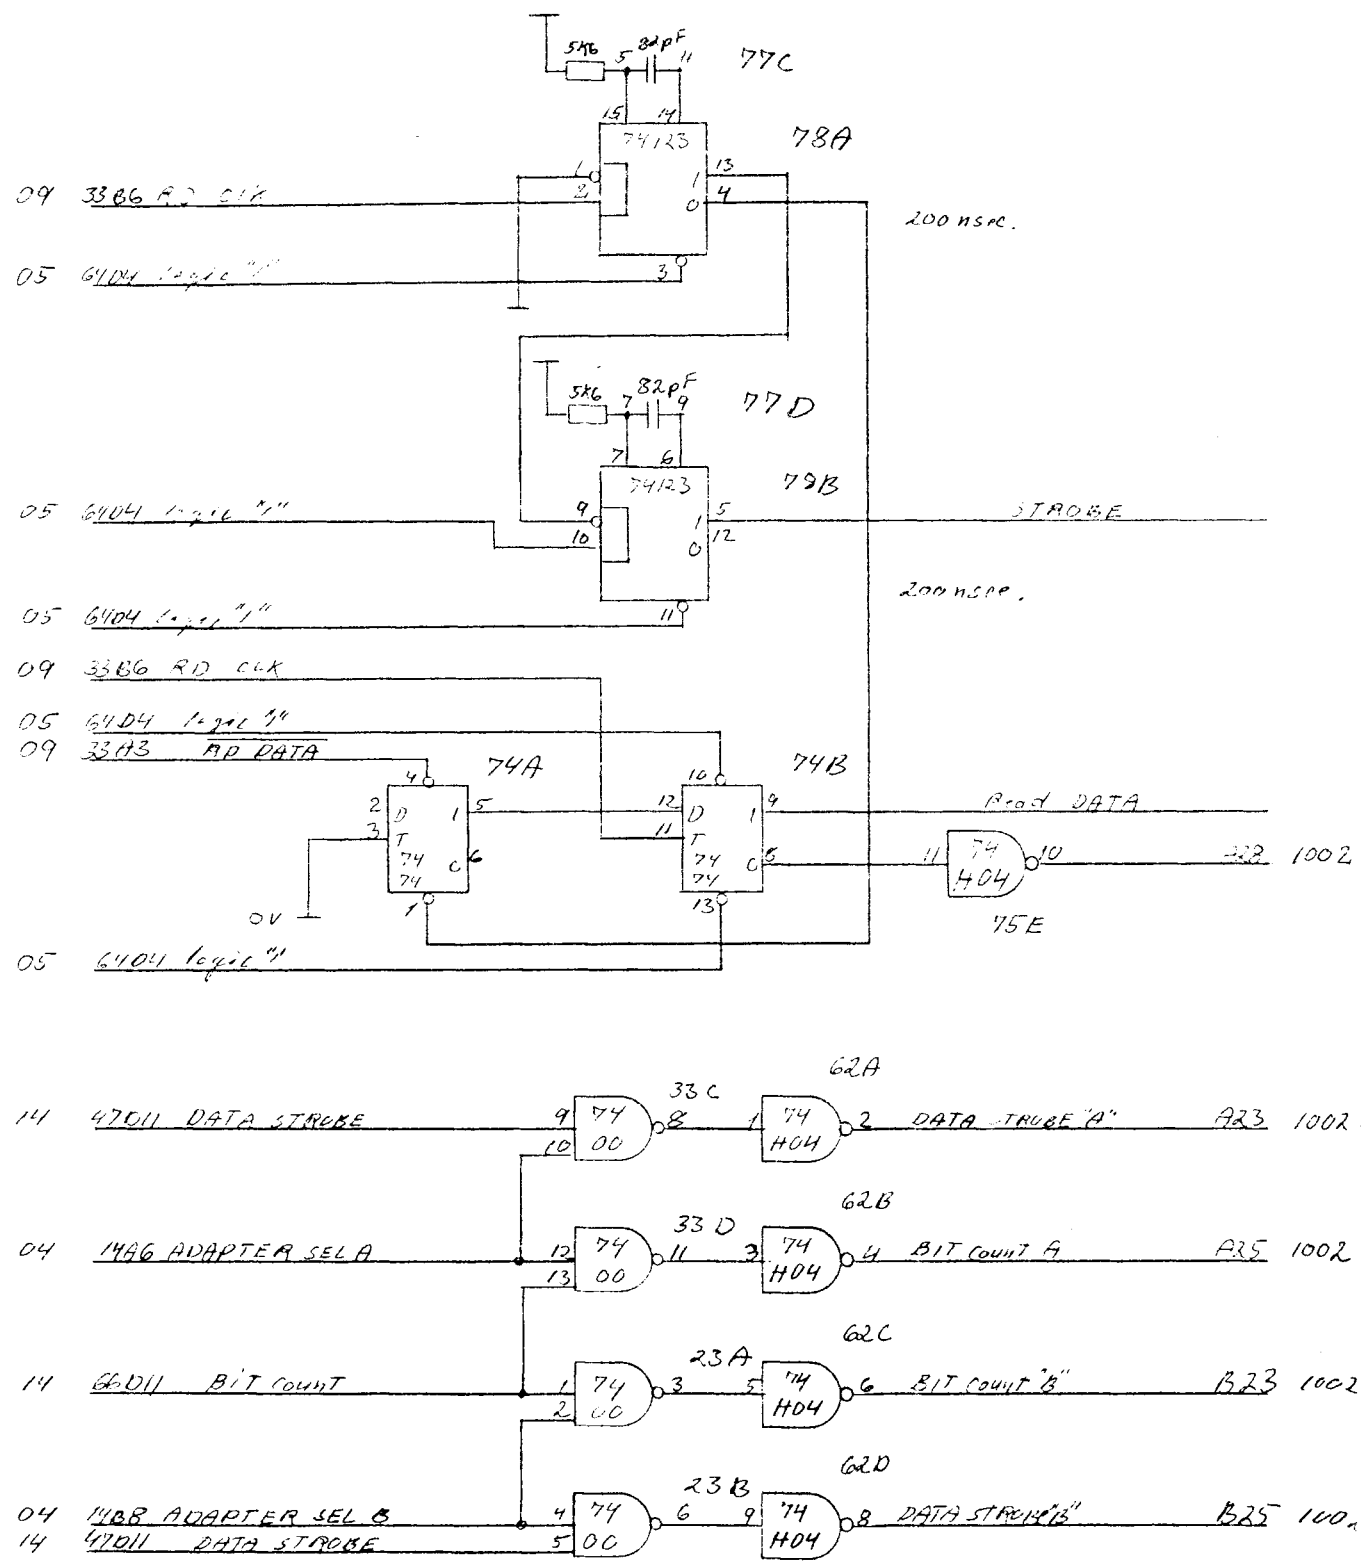 5K6 82pF 77C
5 11
15 14
74123 78A
1 1 13
09 33B6 RD CLK 2 0 4
200 nsec.
05 64D4 logic "1" 3
5K6 82pF 77D
7 9
7 6
74123 78B
05 64D4 logic "1" 9 1 5 STROBE
10 0 12
200 nsec.
05 64D4 logic "1" 11
09 33B6 RD CLK
05 64D4 logic "1"
09 33A3 RD DATA 74A 74B
4 10
2 D 1 5 12 D 1 9 Read DATA
3 T 11 T
74 0 6 74 0 8 11 74 10 B28 1002
74 74 H04
0V 1 13 75E
05 64D4 logic "1"
62A
33C
14 47D11 DATA STROBE 9 74 8 1 74 2 DATA STROBE "A" A23 1002
10 00 H04
62B
33D
04 14A6 ADAPTER SEL A 12 74 11 3 74 4 BIT count A A25 1002
13 00 H04
62C
23A
14 66D11 BIT count 1 74 3 5 74 6 BIT count "B" B23 1002
2 00 H04
62D
23B
04 14B8 ADAPTER SEL B 4 74 6 9 74 8 DATA STROBE "B" B25 100
14 47D11 DATA STROBE 5 00 H04